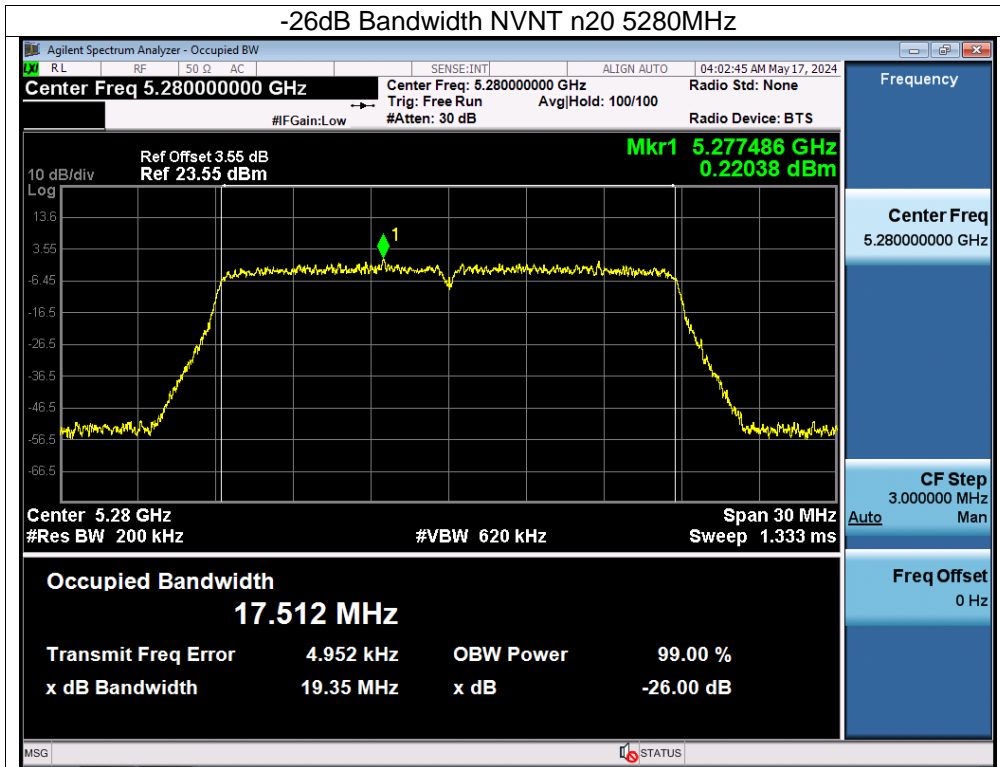 -26dB Bandwidth NVNT n20 5280MHz
Agilent Spectrum Analyzer - Occupied BW
LXI RL RF 50 Ω AC SENSE:INT ALIGN AUTO 04:02:45 AM May 17, 2024
Center Freq 5.280000000 GHz
Center Freq: 5.280000000 GHz
Radio Std: None
Trig: Free Run Avg|Hold: 100/100
#IFGain:Low
#Atten: 30 dB
Radio Device: BTS
Mkr1 5.277486 GHz
0.22038 dBm
Ref Offset 3.55 dB
10 dB/div Ref 23.55 dBm
Log
13.6
3.55
-6.45
-16.5
-26.5
-36.5
-46.5
-56.5
-66.5
1
Center 5.28 GHz Span 30 MHz
#Res BW 200 kHz #VBW 620 kHz Sweep 1.333 ms
Occupied Bandwidth
17.512 MHz
Transmit Freq Error 4.952 kHz OBW Power 99.00 %
x dB Bandwidth 19.35 MHz x dB -26.00 dB
MSG STATUS
Frequency
Center Freq
5.280000000 GHz
CF Step
3.000000 MHz
Auto Man
Freq Offset
0 Hz